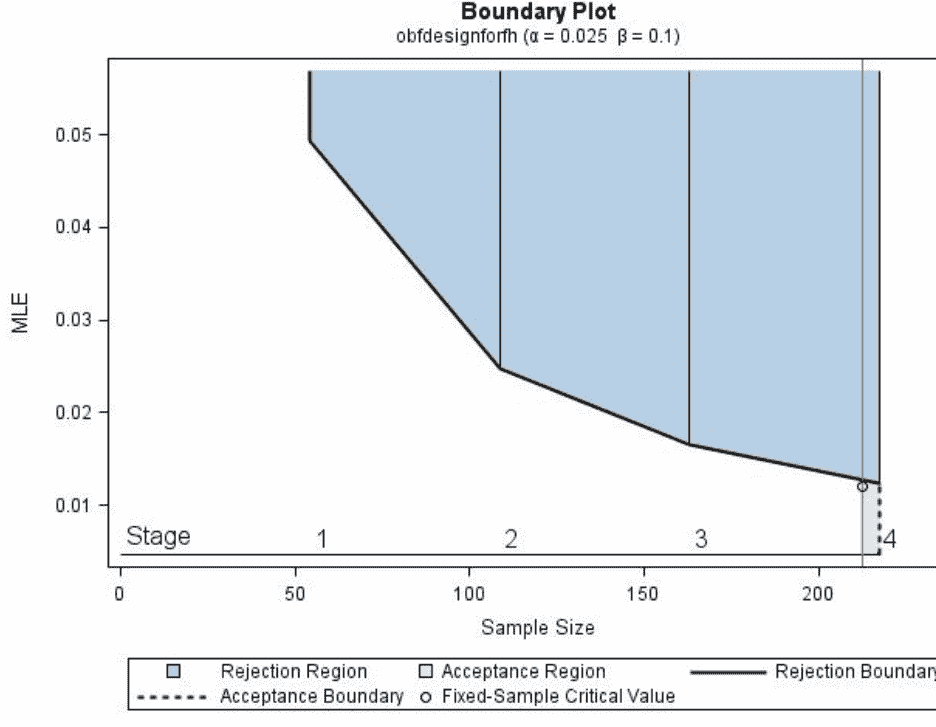 Boundary Plot
obfdesignforfh (α = 0.025 β = 0.1)
0.05
0.04
0.03
0.02
0.01
MLE
Stage 1 2 3 4
0 50 100 150 200
Sample Size
Rejection Region Acceptance Region Rejection Boundary
Acceptance Boundary Fixed-Sample Critical Value